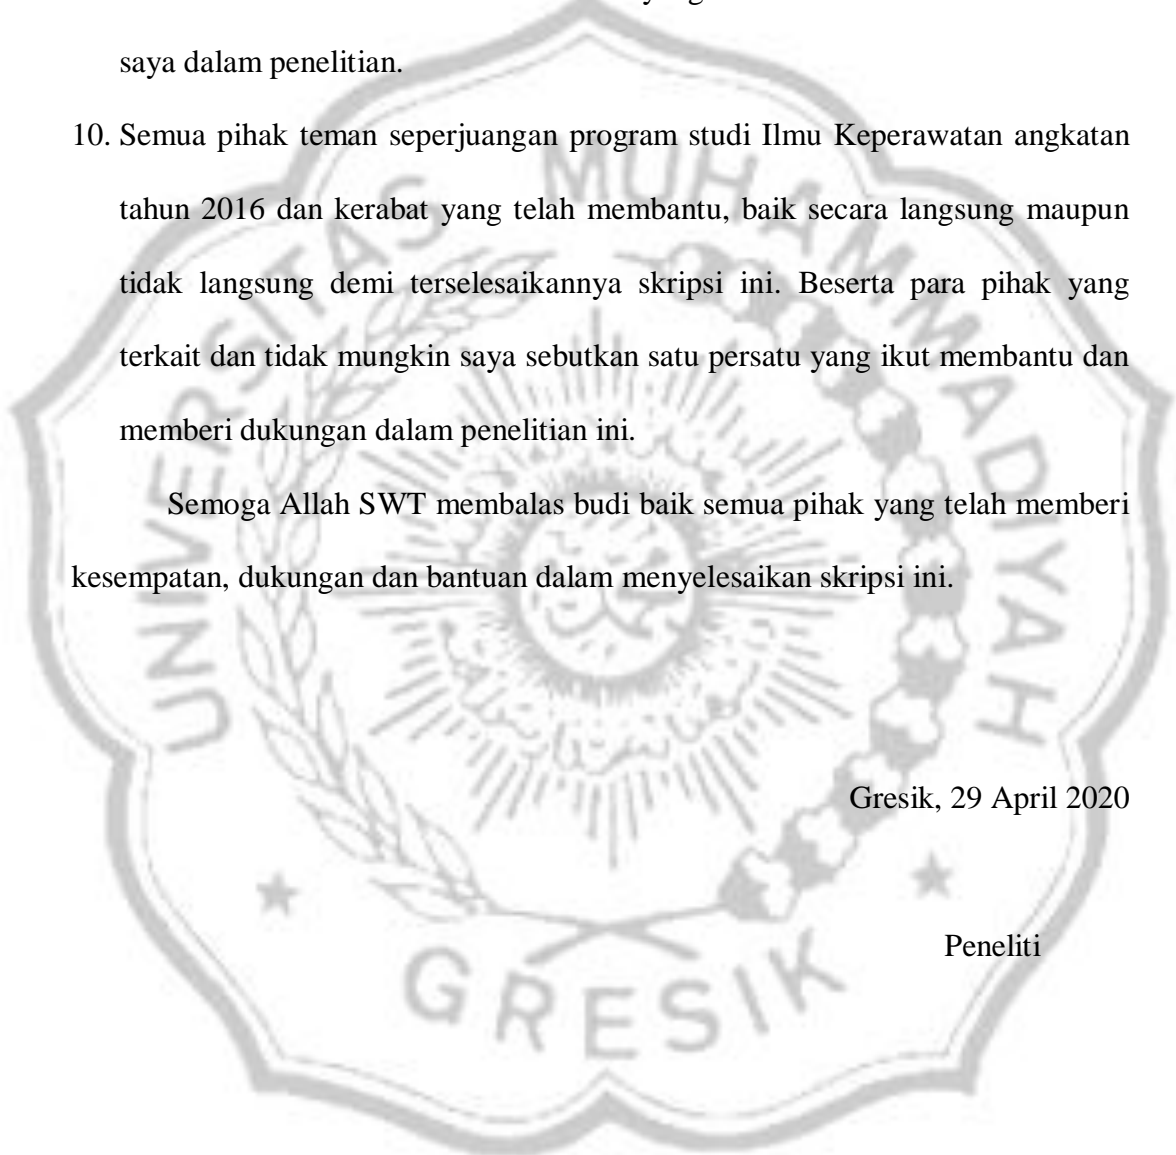 saya dalam penelitian.
10. Semua pihak teman seperjuangan program studi Ilmu Keperawatan angkatan
tahun 2016 dan kerabat yang telah membantu, baik secara langsung maupun
tidak langsung demi terselesaikannya skripsi ini. Beserta para pihak yang
terkait dan tidak mungkin saya sebutkan satu persatu yang ikut membantu dan
memberi dukungan dalam penelitian ini.
Semoga Allah SWT membalas budi baik semua pihak yang telah memberi
kesempatan, dukungan dan bantuan dalam menyelesaikan skripsi ini.
Gresik, 29 April 2020
Peneliti
UNIVERSITAS MUHAMMADIYAH
GRESIK